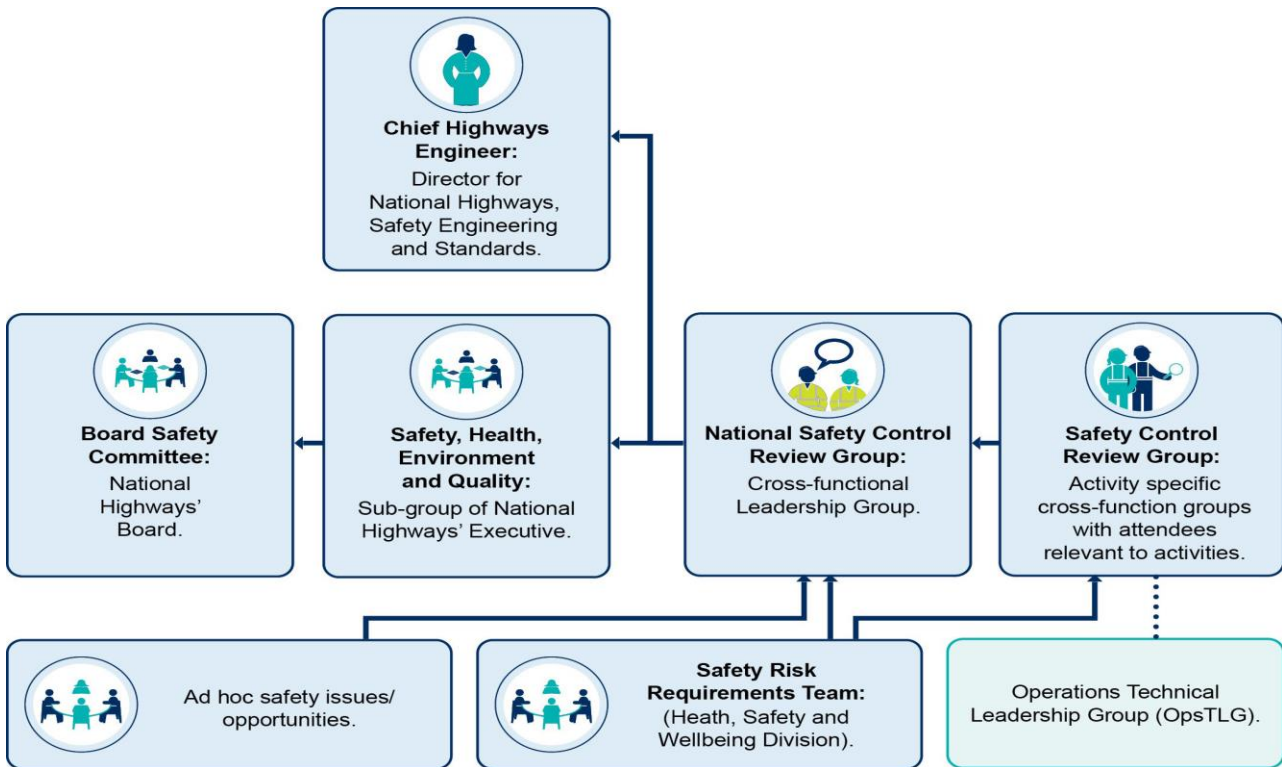 Chief Highways
Engineer:
Director for
National Highways,
Safety Engineering
and Standards.
Board Safety
Committee:
National
Highways'
Board.
Safety, Health,
Environment
and Quality:
Sub-group of National
Highways' Executive.
National Safety Control
Review Group:
Cross-functional
Leadership Group.
Safety Control
Review Group:
Activity specific
cross-function groups
with attendees
relevant to activities.
Ad hoc safety issues/
opportunities.
Safety Risk
Requirements Team:
(Heath, Safety and
Wellbeing Division).
Operations Technical
Leadership Group (OpsTLG).